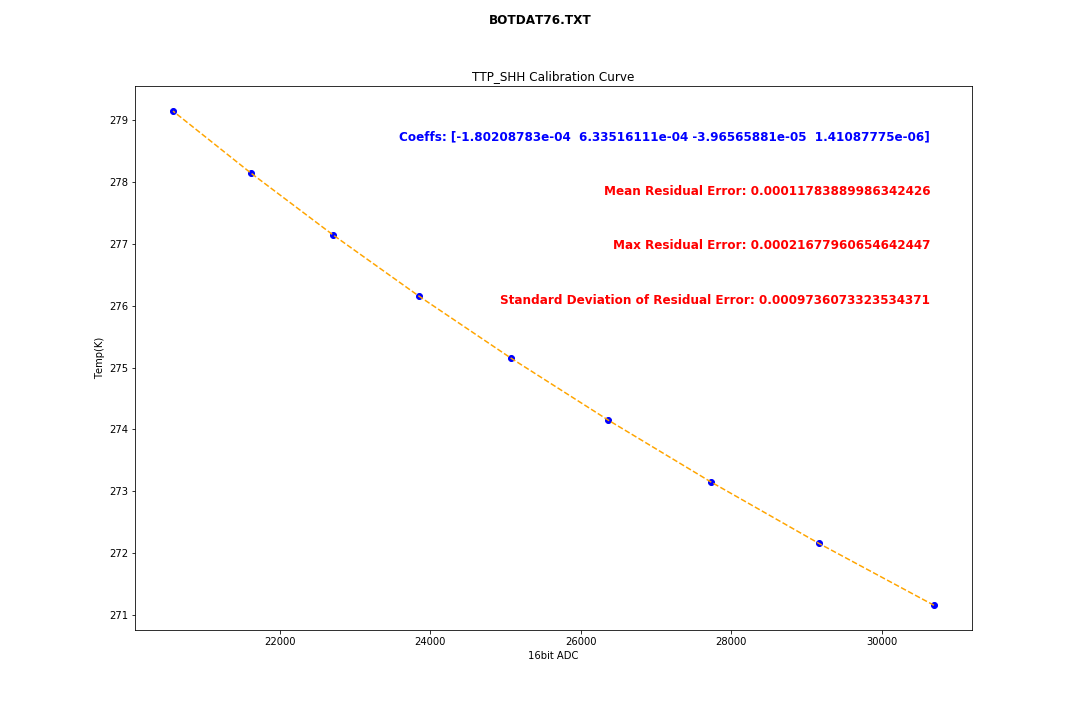 BOTDAT76.TXT
TTP_SHH Calibration Curve
Coeffs: [-1.80208783e-04  6.33516111e-04 -3.96565881e-05  1.41087775e-06]
Mean Residual Error: 0.00011783889986342426
Max Residual Error: 0.00021677960654642447
Standard Deviation of Residual Error: 0.0009736073323534371
Temp(K)
279
278
277
276
275
274
273
272
271
22000 24000 26000 28000 30000
16bit ADC